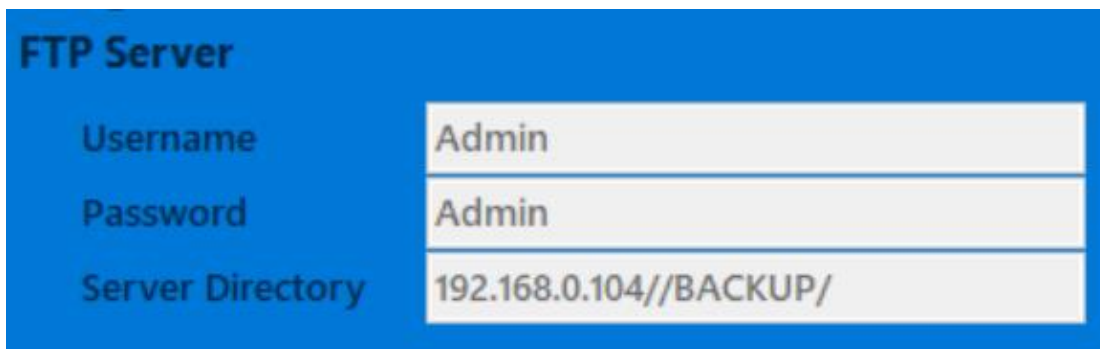 FTP Server
Username Admin
Password Admin
Server Directory 192.168.0.104//BACKUP/